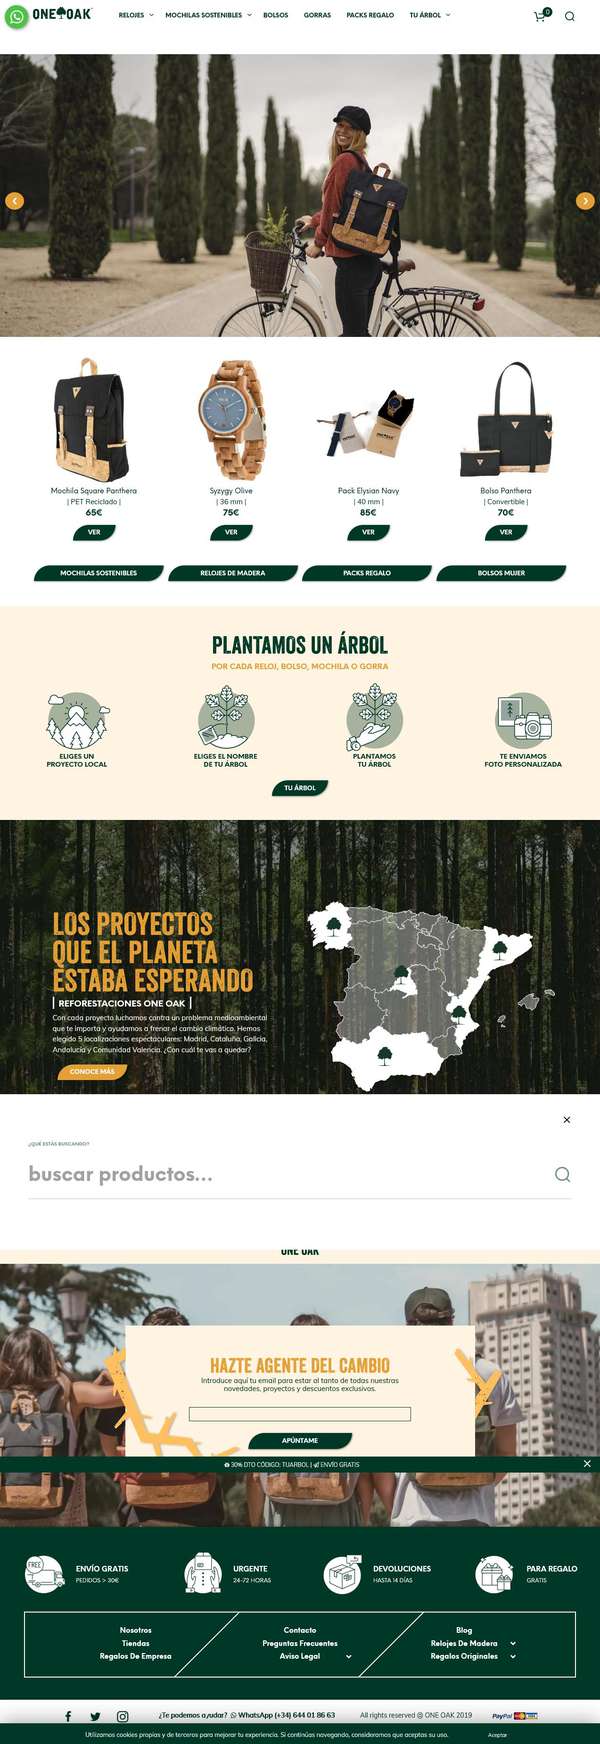 ONE OAK
RELOJES
MOCHILAS SOSTENIBLES
BOLSOS
GORRAS
PACKS REGALO
TU ÁRBOL
0
Mochila Square Panthera
| PET Reciclado |
65€
VER
Syzygy Olive
| 36 mm |
75€
VER
Pack Elysian Navy
| 40 mm |
85€
VER
Bolso Panthera
| Convertible |
70€
VER
MOCHILAS SOSTENIBLES
RELOJES DE MADERA
PACKS REGALO
BOLSOS MUJER
PLANTAMOS UN ÁRBOL
POR CADA RELOJ, BOLSO, MOCHILA O GORRA
ELIGES UN
PROYECTO LOCAL
ELIGES EL NOMBRE
DE TU ÁRBOL
PLANTAMOS
TU ÁRBOL
TE ENVIAMOS
FOTO PERSONALIZADA
TU ÁRBOL
LOS PROYECTOS
QUE EL PLANETA
ESTABA ESPERANDO
| REFORESTACIONES ONE OAK |
Con cada proyecto luchamos contra un problema medioambiental
que te importa y ayudamos a frenar el cambio climático. Hemos
elegido 5 localizaciones espectaculares: Madrid, Cataluña, Galicia,
Andalucía y Comunidad Valencia. ¿Con cuál te vas a quedar?
CONOCE MÁS
¿QUÉ ESTÁS BUSCANDO?
buscar productos...
ONE OAK
HAZTE AGENTE DEL CAMBIO
Introduce aquí tu email para estar al tanto de todas nuestras
novedades, proyectos y descuentos exclusivos.
APÚNTAME
30% DTO CÓDIGO: TUARBOL | ENVÍO GRATIS
FREE
ENVÍO GRATIS
PEDIDOS > 30€
URGENTE
24-72 HORAS
DEVOLUCIONES
HASTA 14 DÍAS
PARA REGALO
GRATIS
Nosotros
Tiendas
Regalos De Empresa
Contacto
Preguntas Frecuentes
Aviso Legal
Blog
Relojes De Madera
Regalos Originales
¿Te podemos ayudar? WhatsApp (+34) 644 01 86 63
All rights reserved @ ONE OAK 2019
PayPal
Utilizamos cookies propias y de terceros para mejorar tu experiencia. Si continúas navegando, consideramos que aceptas su uso.
Aceptar